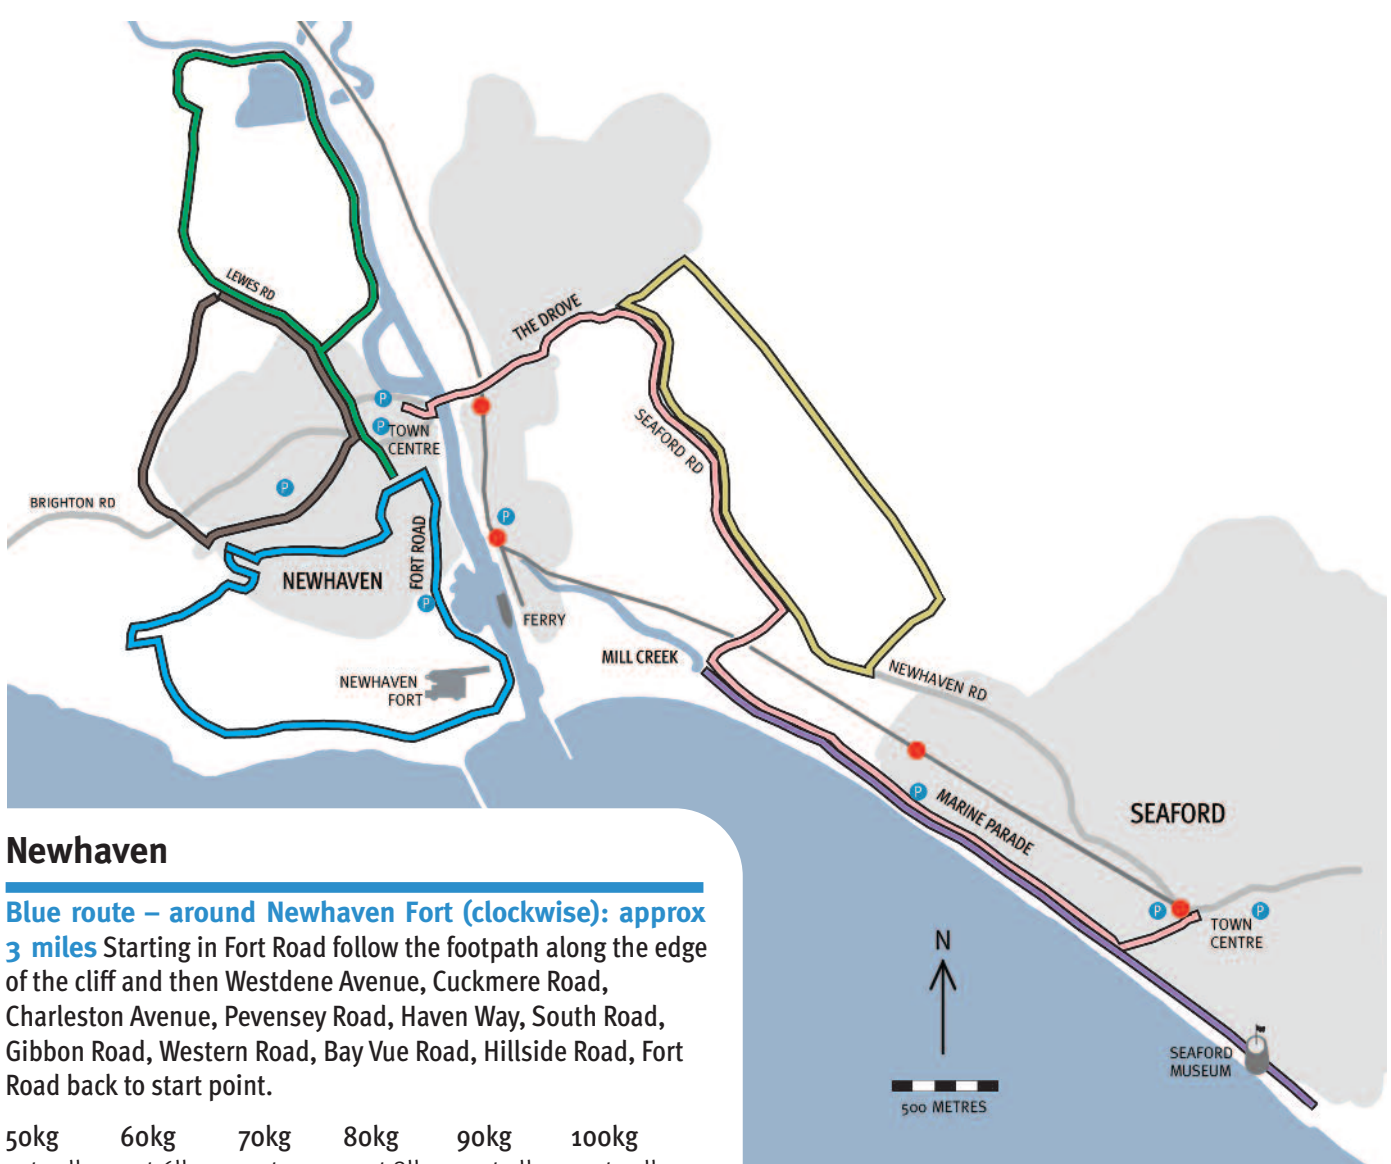 LEWES RD
THE DROVE
P
P
TOWN
CENTRE
SEAFORD RD
P
BRIGHTON RD
P
FORT ROAD
NEWHAVEN
P
FERRY
MILL CREEK
NEWHAVEN RD
NEWHAVEN
FORT
P
MARINE PARADE
SEAFORD
P
P
TOWN
CENTRE
N
SEAFORD
MUSEUM
500 METRES
Newhaven
Blue route – around Newhaven Fort (clockwise): approx
3 miles Starting in Fort Road follow the footpath along the edge
of the cliff and then Westdene Avenue, Cuckmere Road,
Charleston Avenue, Pevensey Road, Haven Way, South Road,
Gibbon Road, Western Road, Bay Vue Road, Hillside Road, Fort
Road back to start point.
50kg 60kg 70kg 80kg 90kg 100kg